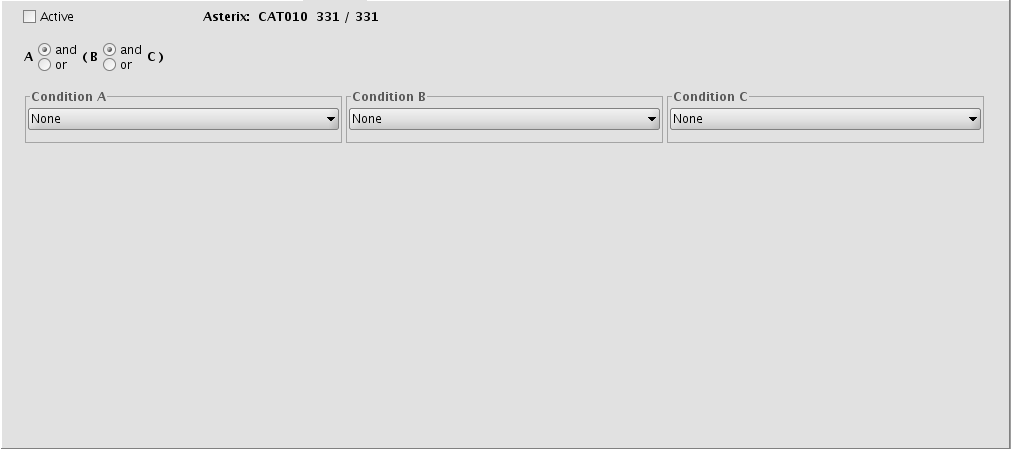 Active Asterix: CAT010 331 / 331
A and ( B and C )
or or
Condition A Condition B Condition C
None None None